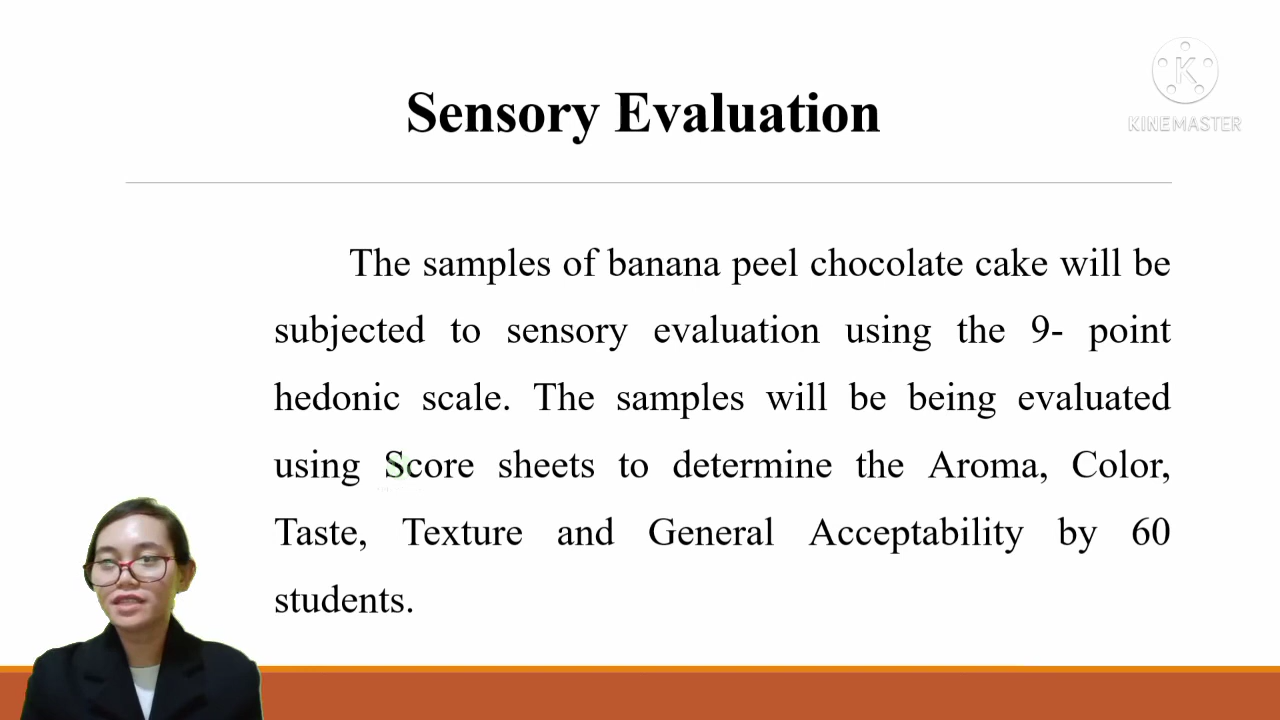 KINEMASTER
Sensory Evaluation
The samples of banana peel chocolate cake will be
subjected to sensory evaluation using the 9- point
hedonic scale. The samples will be being evaluated
using Score sheets to determine the Aroma, Color,
Taste, Texture and General Acceptability by 60
students.